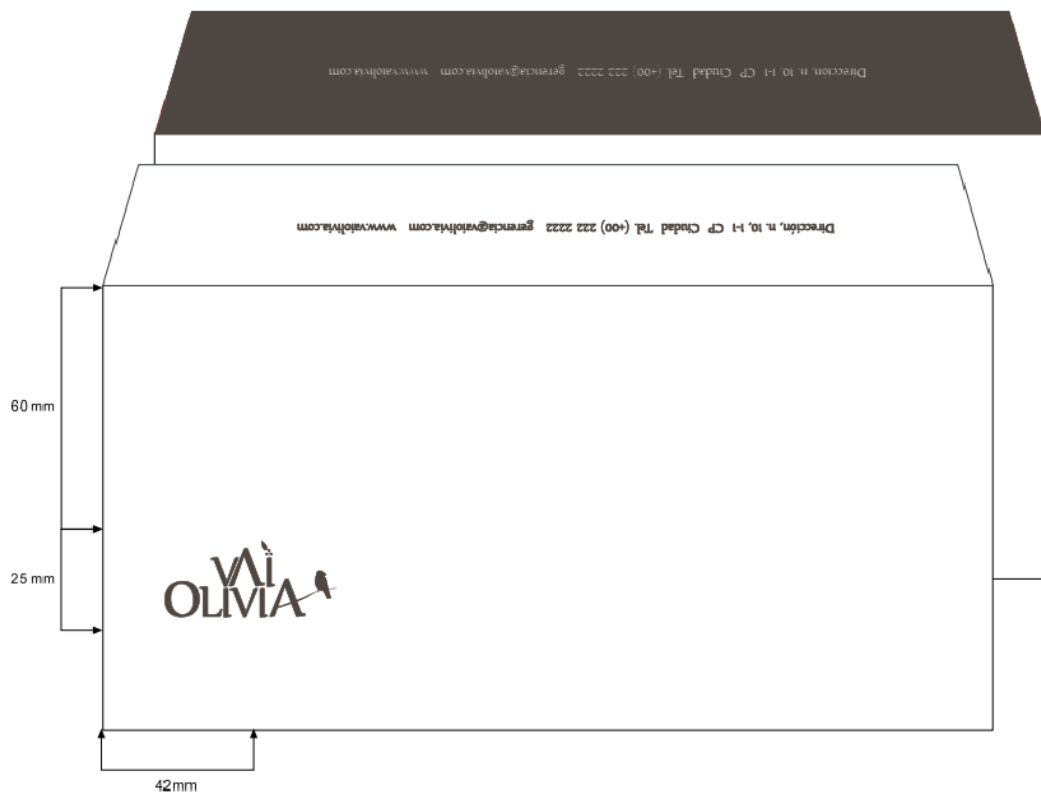 Dirección, n. 10, 1-1 CP Ciudad Tel. (+00) 222 2222 gerencia@vaiolivia.com www.vaiolivia.com
Dirección, n. 10, 1-1 CP Ciudad Tel. (+00) 222 2222 gerencia@vaiolivia.com www.vaiolivia.com
60 mm
25 mm
VAÌ
OLIVIA
42mm